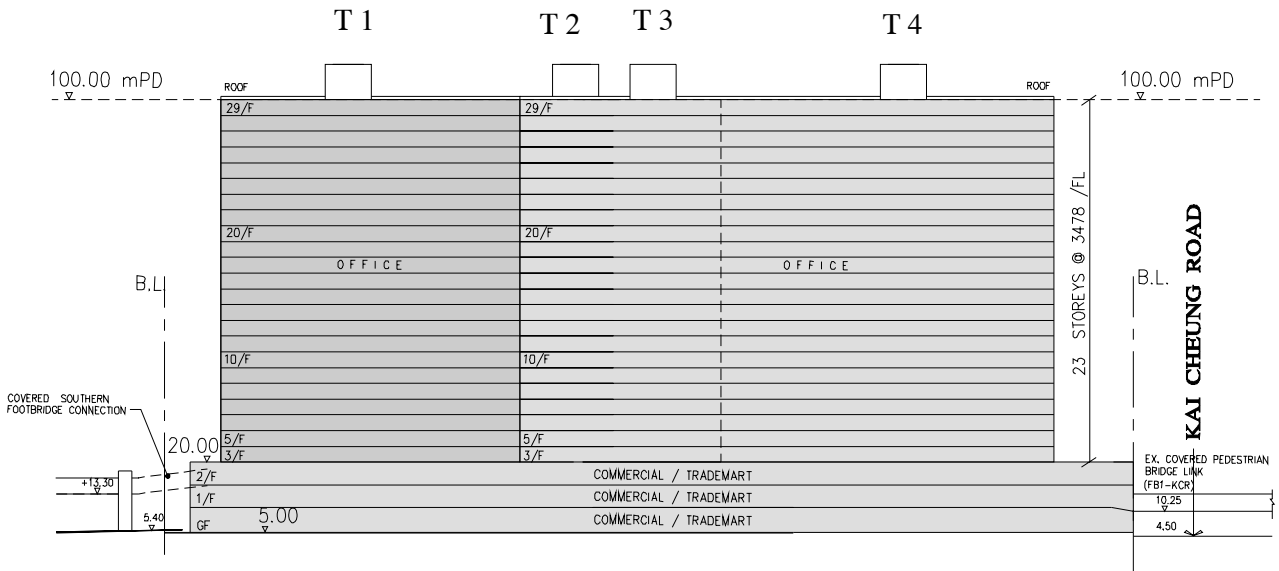 T 1
T 2
T 3
T 4
100.00 mPD
100.00 mPD
ROOF
ROOF
29/F
29/F
20/F
20/F
OFFICE
OFFICE
23 STOREYS @ 3478 /FL
KAI CHEUNG ROAD
B.L.
B.L.
10/F
10/F
COVERED SOUTHERN
FOOTBRIDGE CONNECTION
5/F
5/F
20.00
3/F
3/F
2/F
COMMERCIAL / TRADEMART
EX. COVERED PEDESTRIAN
BRIDGE LINK
(FB1-KCR)
+13.30
1/F
COMMERCIAL / TRADEMART
10.25
5.40
GF
5.00
COMMERCIAL / TRADEMART
4.50